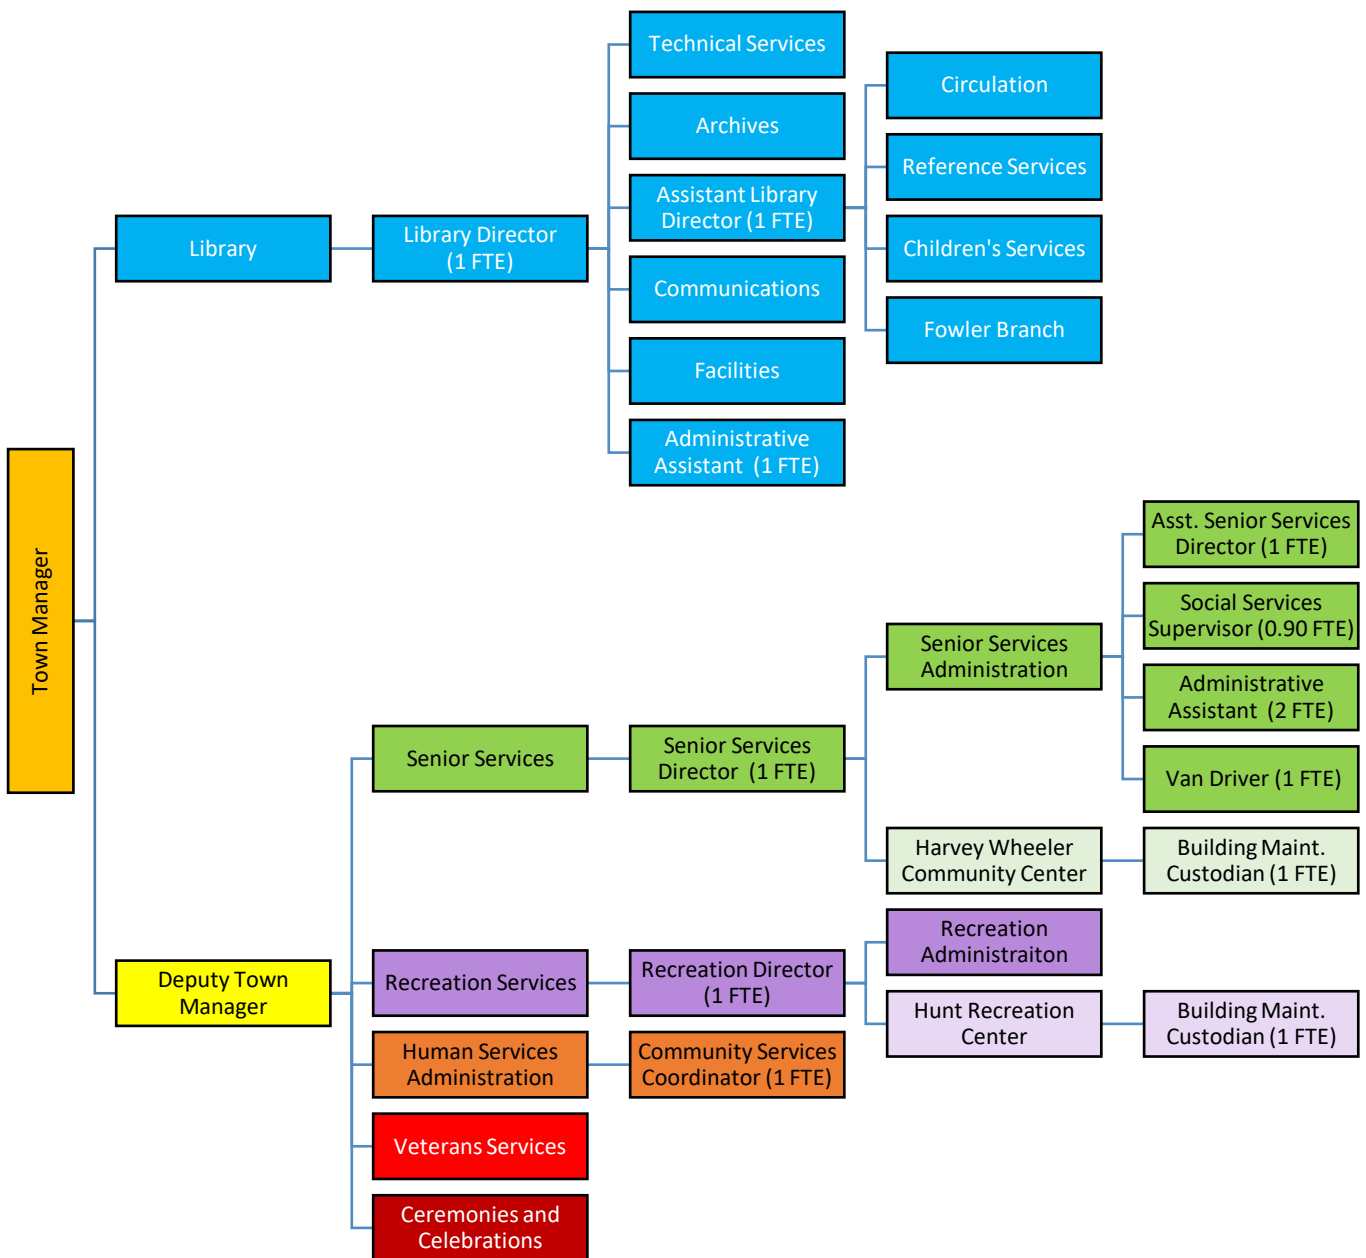 Technical Services
Circulation
Archives
Reference Services
Assistant Library
Director (1 FTE)
Library
Library Director
(1 FTE)
Children's Services
Communications
Fowler Branch
Facilities
Administrative
Assistant  (1 FTE)
Town Manager
Asst. Senior Services
Director (1 FTE)
Social Services
Supervisor (0.90 FTE)
Senior Services
Administration
Administrative
Assistant  (2 FTE)
Senior Services
Senior Services
Director  (1 FTE)
Van Driver (1 FTE)
Harvey Wheeler
Community Center
Building Maint.
Custodian (1 FTE)
Recreation
Administraiton
Deputy Town
Manager
Recreation Services
Recreation Director
(1 FTE)
Hunt Recreation
Center
Building Maint.
Custodian (1 FTE)
Human Services
Administration
Community Services
Coordinator (1 FTE)
Veterans Services
Ceremonies and
Celebrations